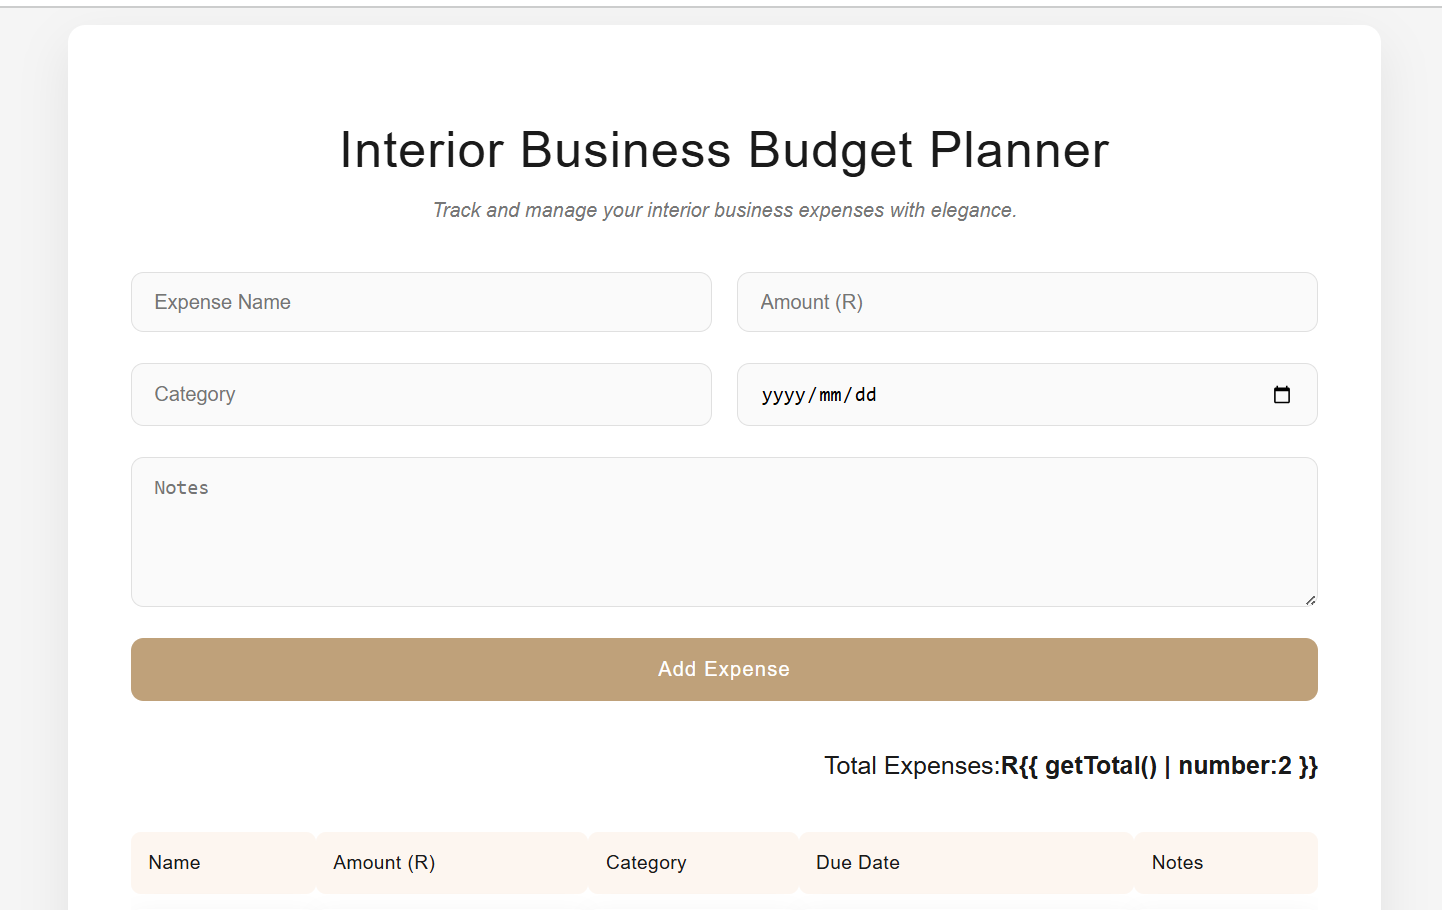 Interior Business Budget Planner
Track and manage your interior business expenses with elegance.
Expense Name
Amount (R)
Category
yyyy/mm/dd
Notes
Add Expense
Total Expenses:R{{ getTotal() | number:2 }}
Name Amount (R) Category Due Date Notes